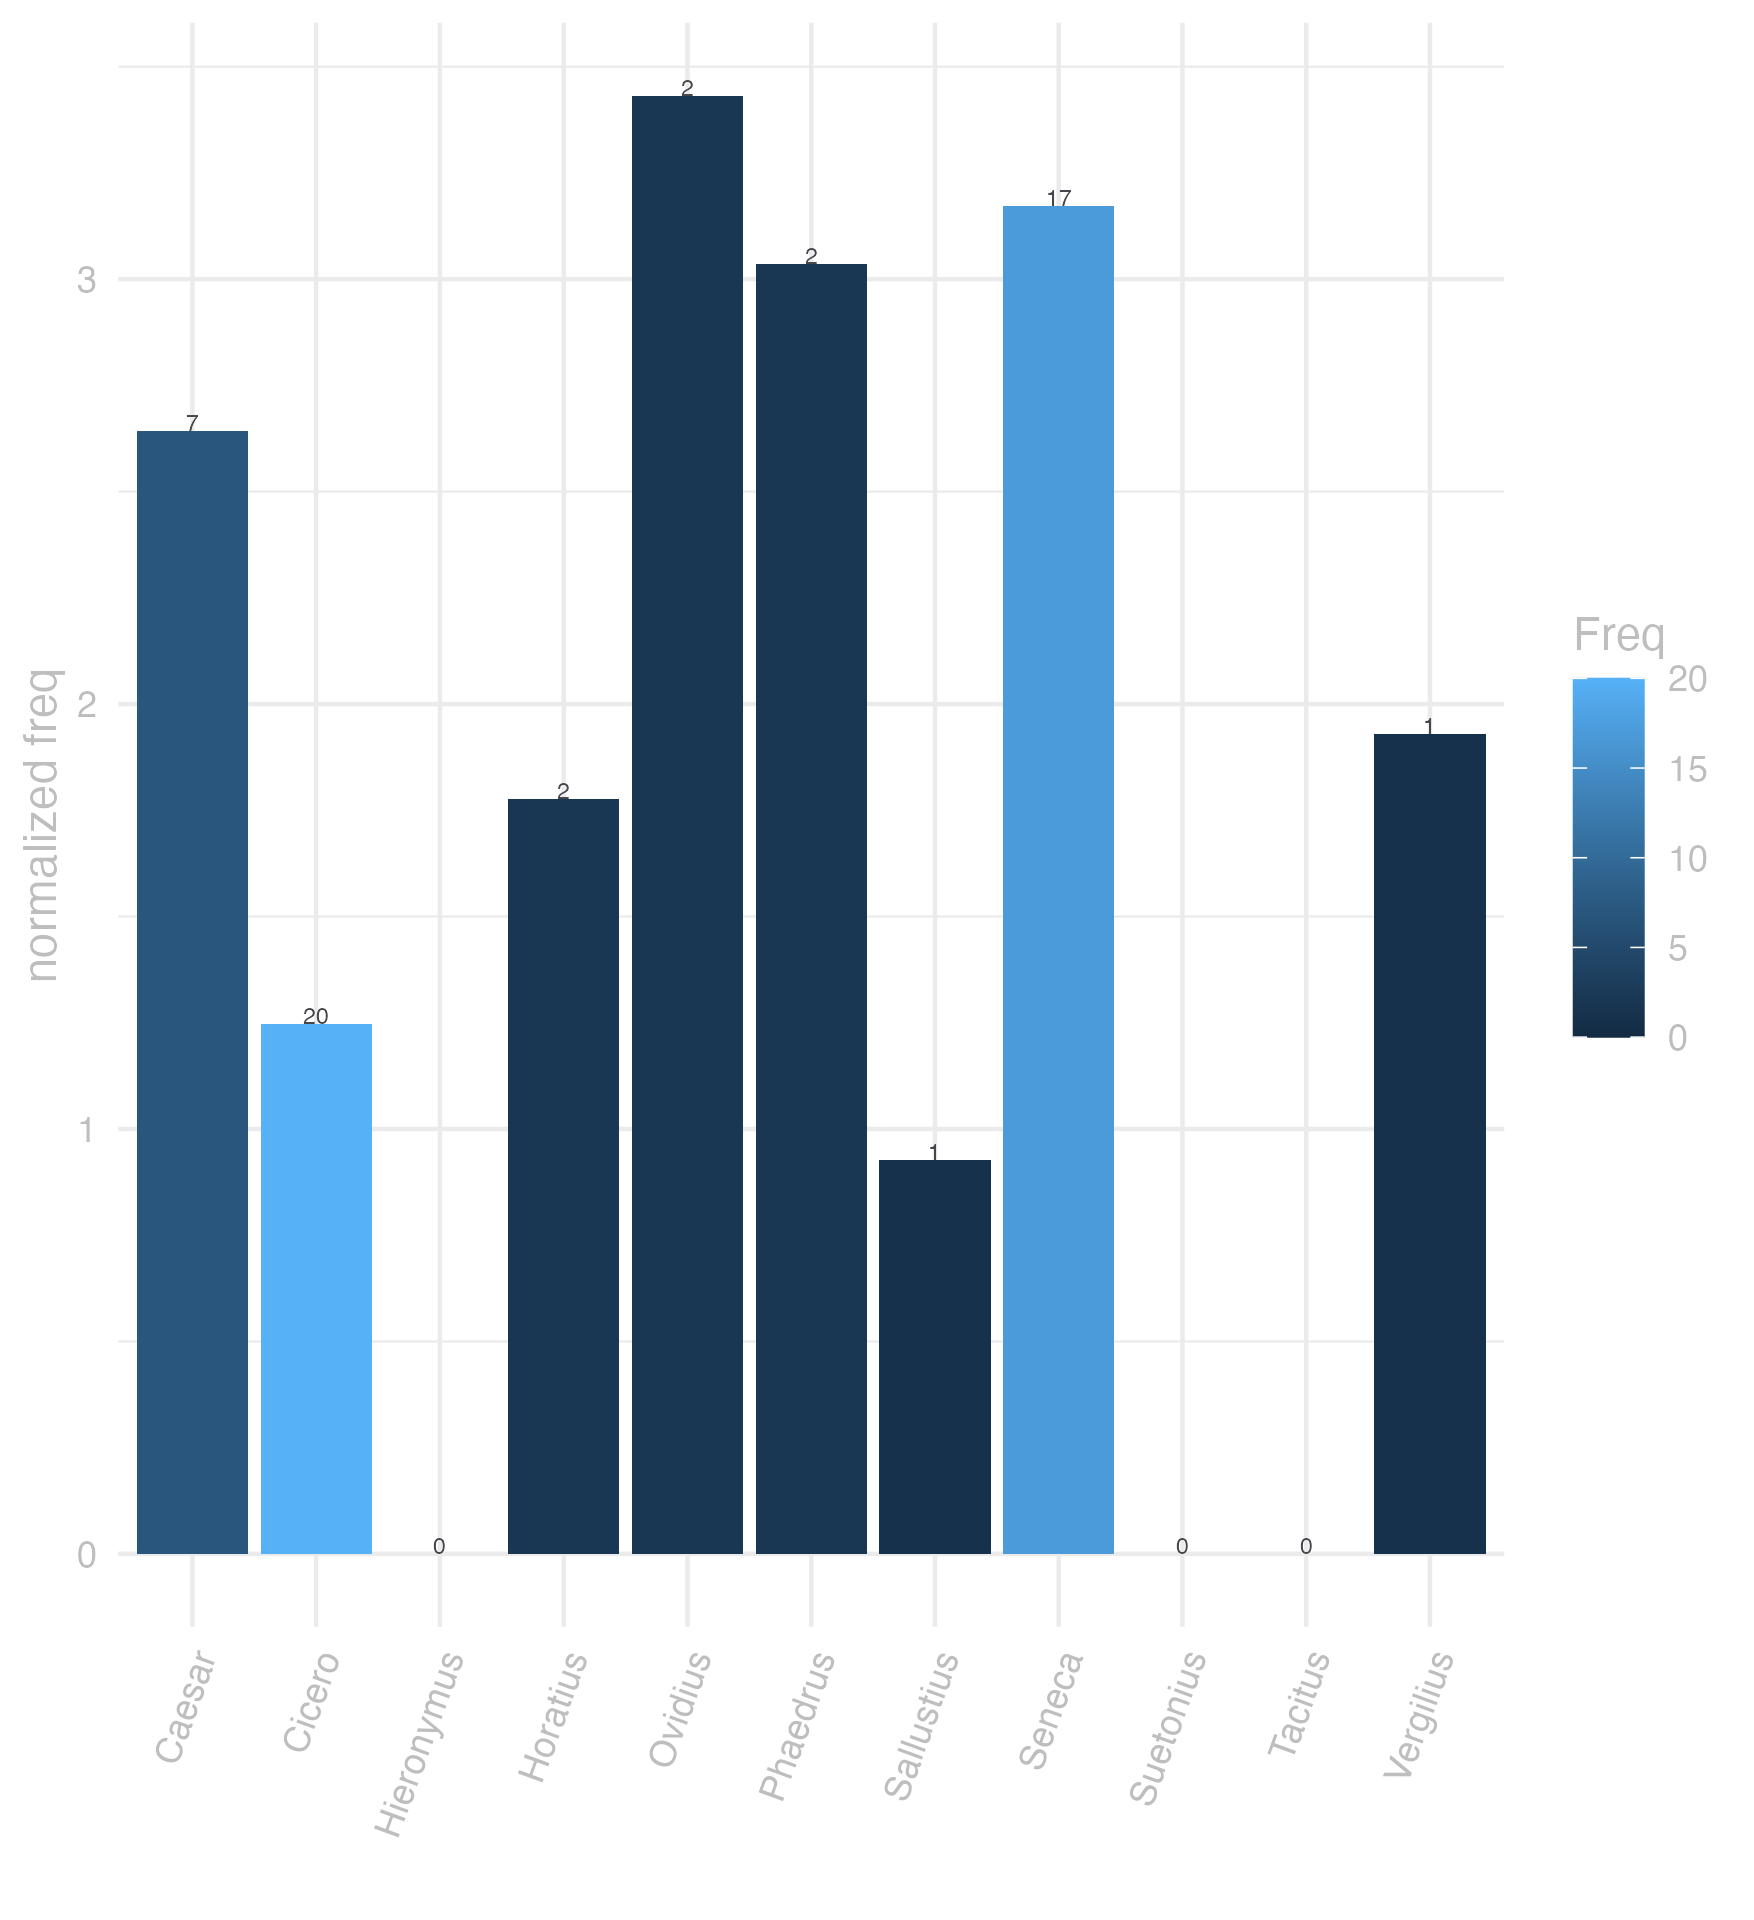 normalized freq
3
2
1
0
7
20
0
2
2
2
1
17
0
0
1
Caesar
Cicero
Hieronymus
Horatius
Ovidius
Phaedrus
Sallustius
Seneca
Suetonius
Tacitus
Vergilius
Freq
20
15
10
5
0